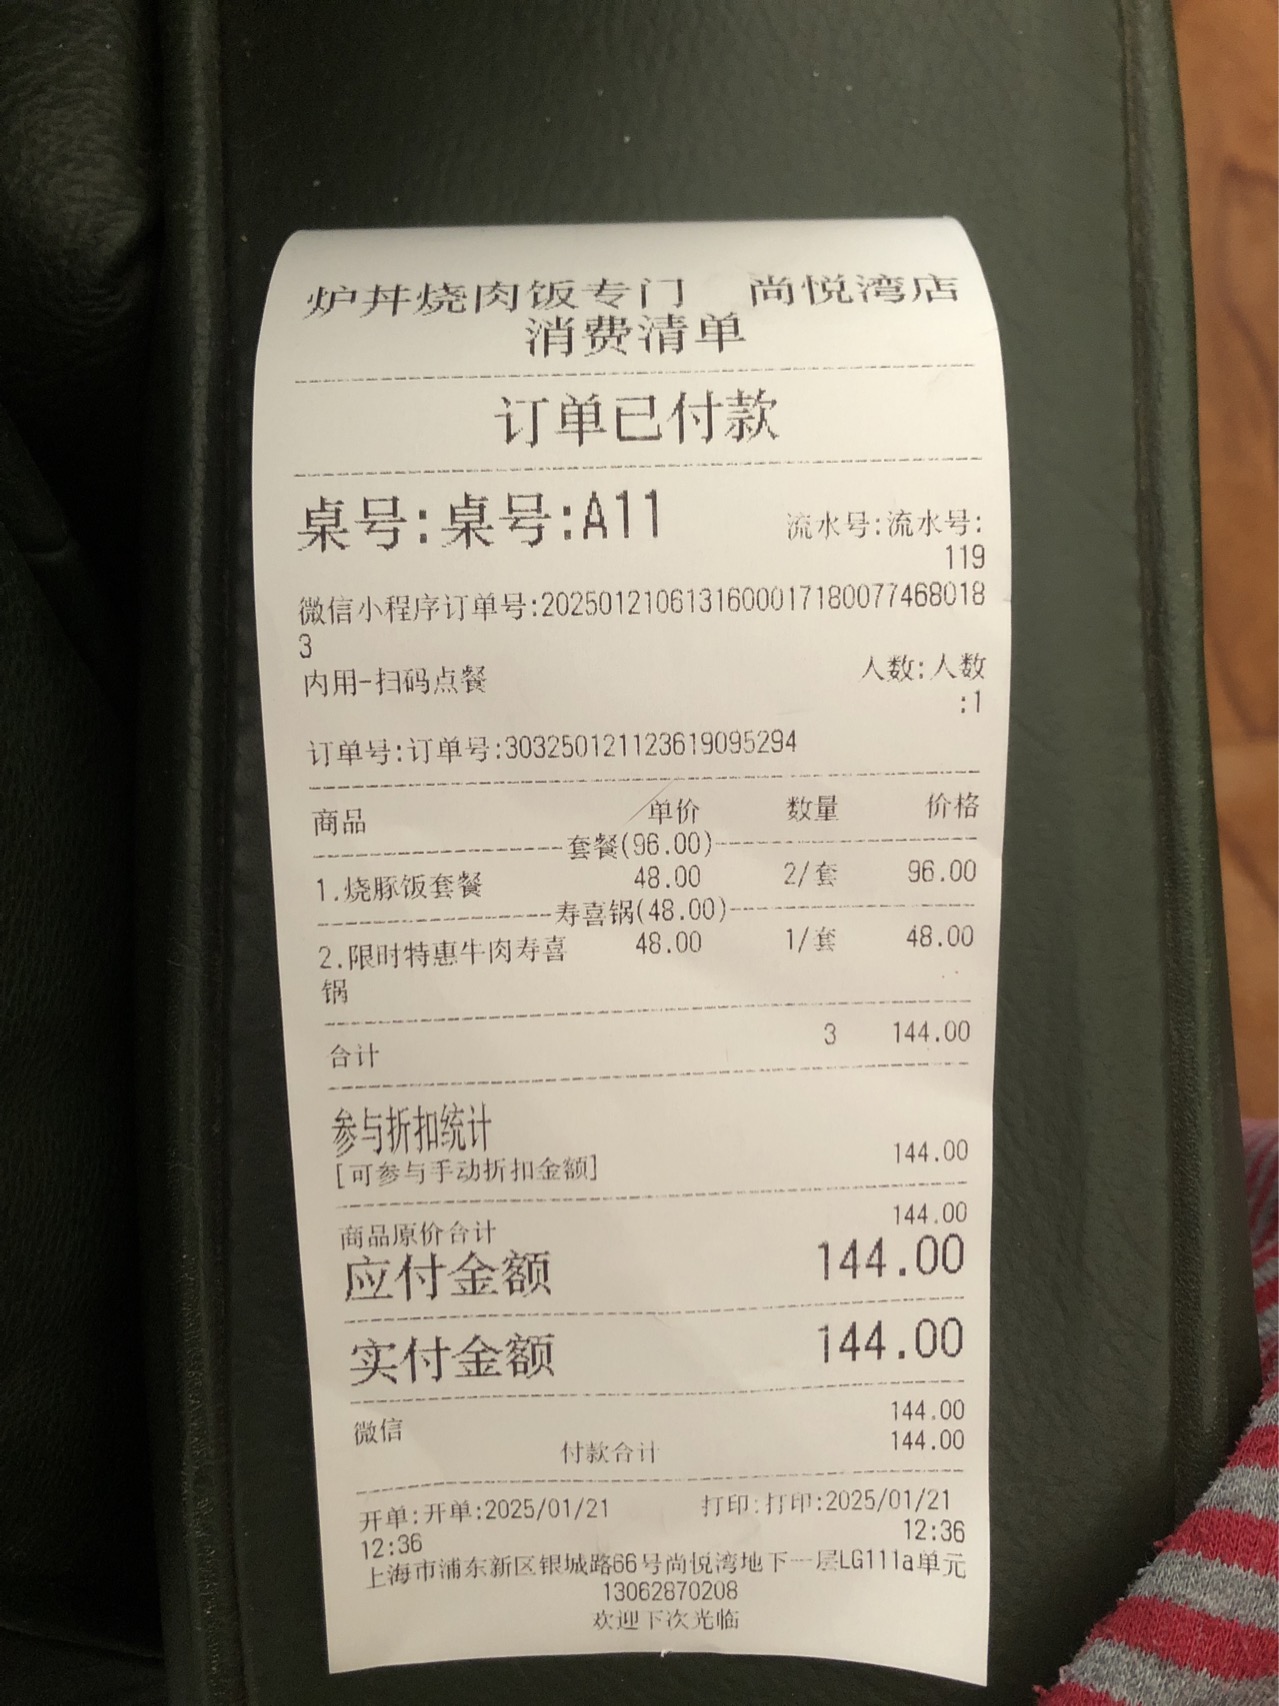 炉丼烧肉饭专门 尚悦湾店
消费清单
订单已付款
桌号:桌号:A11 流水号:流水号:
119
微信小程序订单号:2025012106131600017180077468018
3
内用-扫码点餐 人数:人数
:1
订单号:订单号:303250121123619095294
商品 单价 数量 价格
套餐(96.00)
1.烧豚饭套餐 48.00 2/套 96.00
寿喜锅(48.00)
2.限时特惠牛肉寿喜 48.00 1/套 48.00
锅
合计 3 144.00
参与折扣统计
[可参与手动折扣金额] 144.00
商品原价合计 144.00
应付金额 144.00
实付金额 144.00
微信 144.00
付款合计 144.00
开单:开单:2025/01/21 打印:打印:2025/01/21
12:36 12:36
上海市浦东新区银城路66号尚悦湾地下一层LG111a单元
13062870208
欢迎下次光临